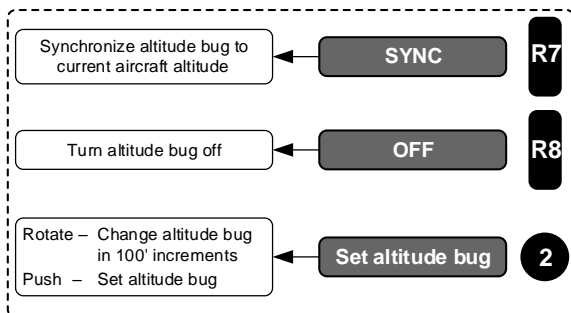 Synchronize altitude bug to
current aircraft altitude
SYNC
R7
Turn altitude bug off
OFF
R8
Rotate – Change altitude bug
in 100' increments
Push – Set altitude bug
Set altitude bug
2